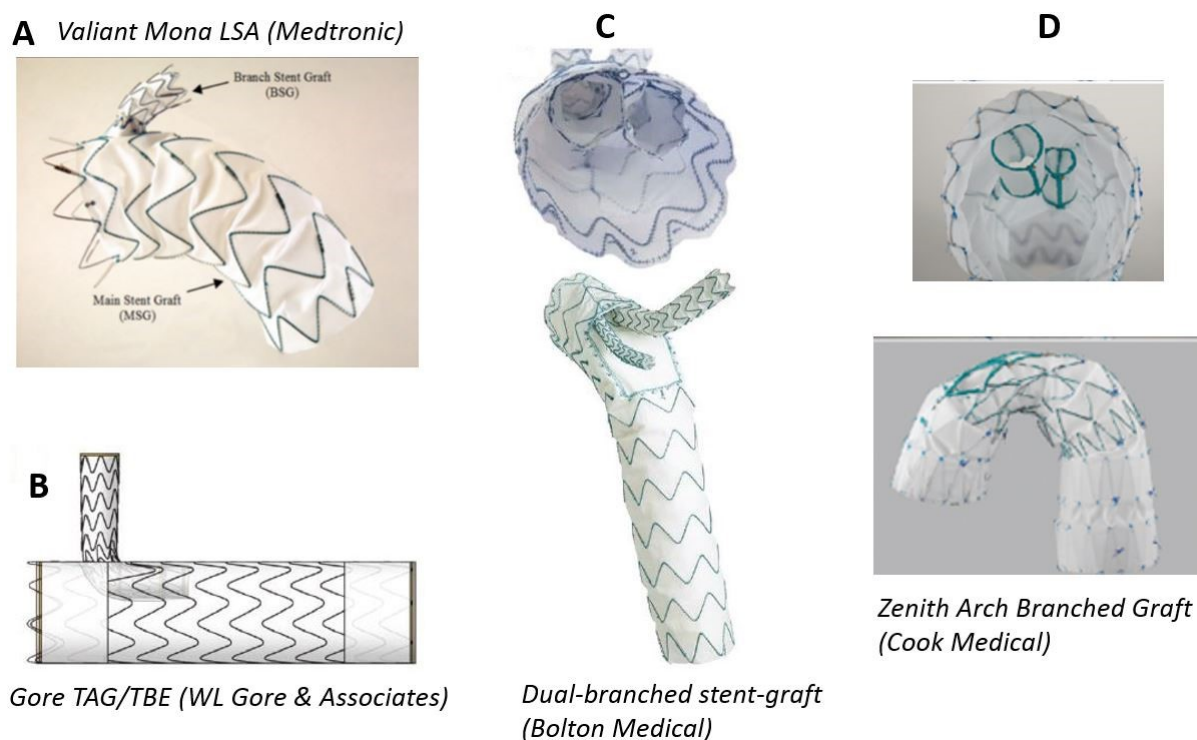 A
Valiant Mona LSA (Medtronic)
Branch Stent Graft
(BSG)
Main Stent Graft
(MSG)
B
Gore TAG/TBE (WL Gore & Associates)
C
Dual-branched stent-graft
(Bolton Medical)
D
Zenith Arch Branched Graft
(Cook Medical)